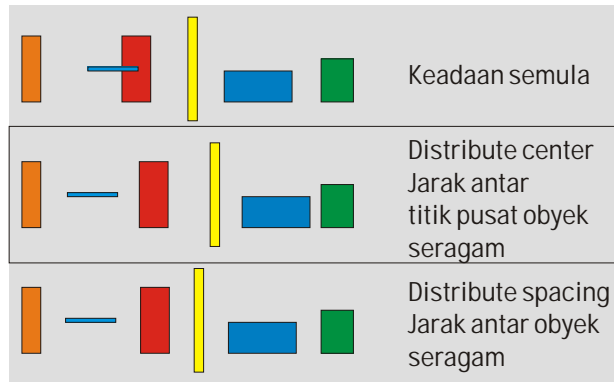 Keadaan semula
Distribute center
Jarak antar
titik pusat obyek
seragam
Distribute spacing
Jarak antar obyek
seragam